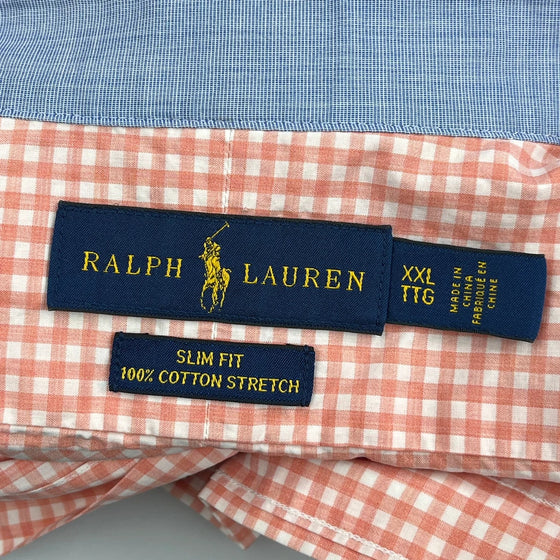 RALPH LAUREN
XXL
TTG
MADE IN
CHINA
FABRIQUÉ EN
CHINE
SLIM FIT
100% COTTON STRETCH